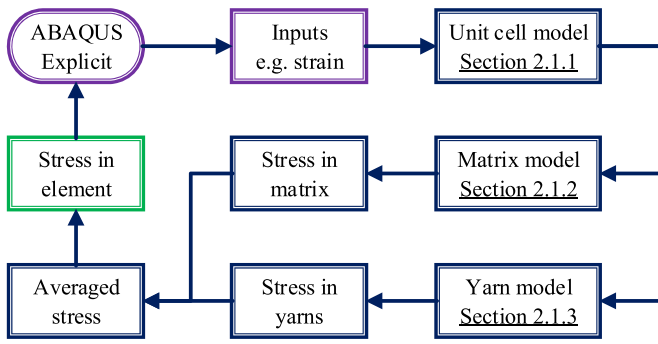 ABAQUS
Explicit
Inputs
e.g. strain
Unit cell model
Section 2.1.1
Stress in
element
Stress in
matrix
Matrix model
Section 2.1.2
Averaged
stress
Stress in
yarns
Yarn model
Section 2.1.3